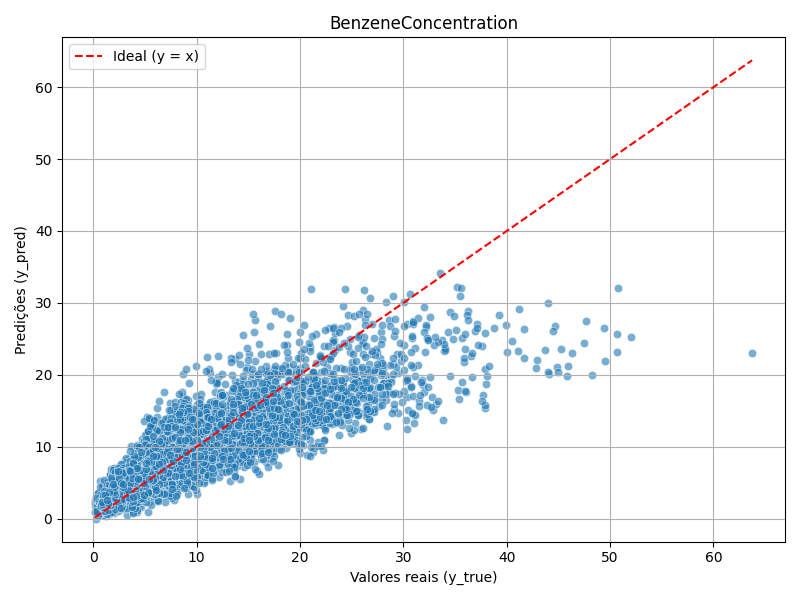 BenzeneConcentration
Ideal (y = x)
Predições (y_pred)
60
50
40
30
20
10
0
0 10 20 30 40 50 60
Valores reais (y_true)